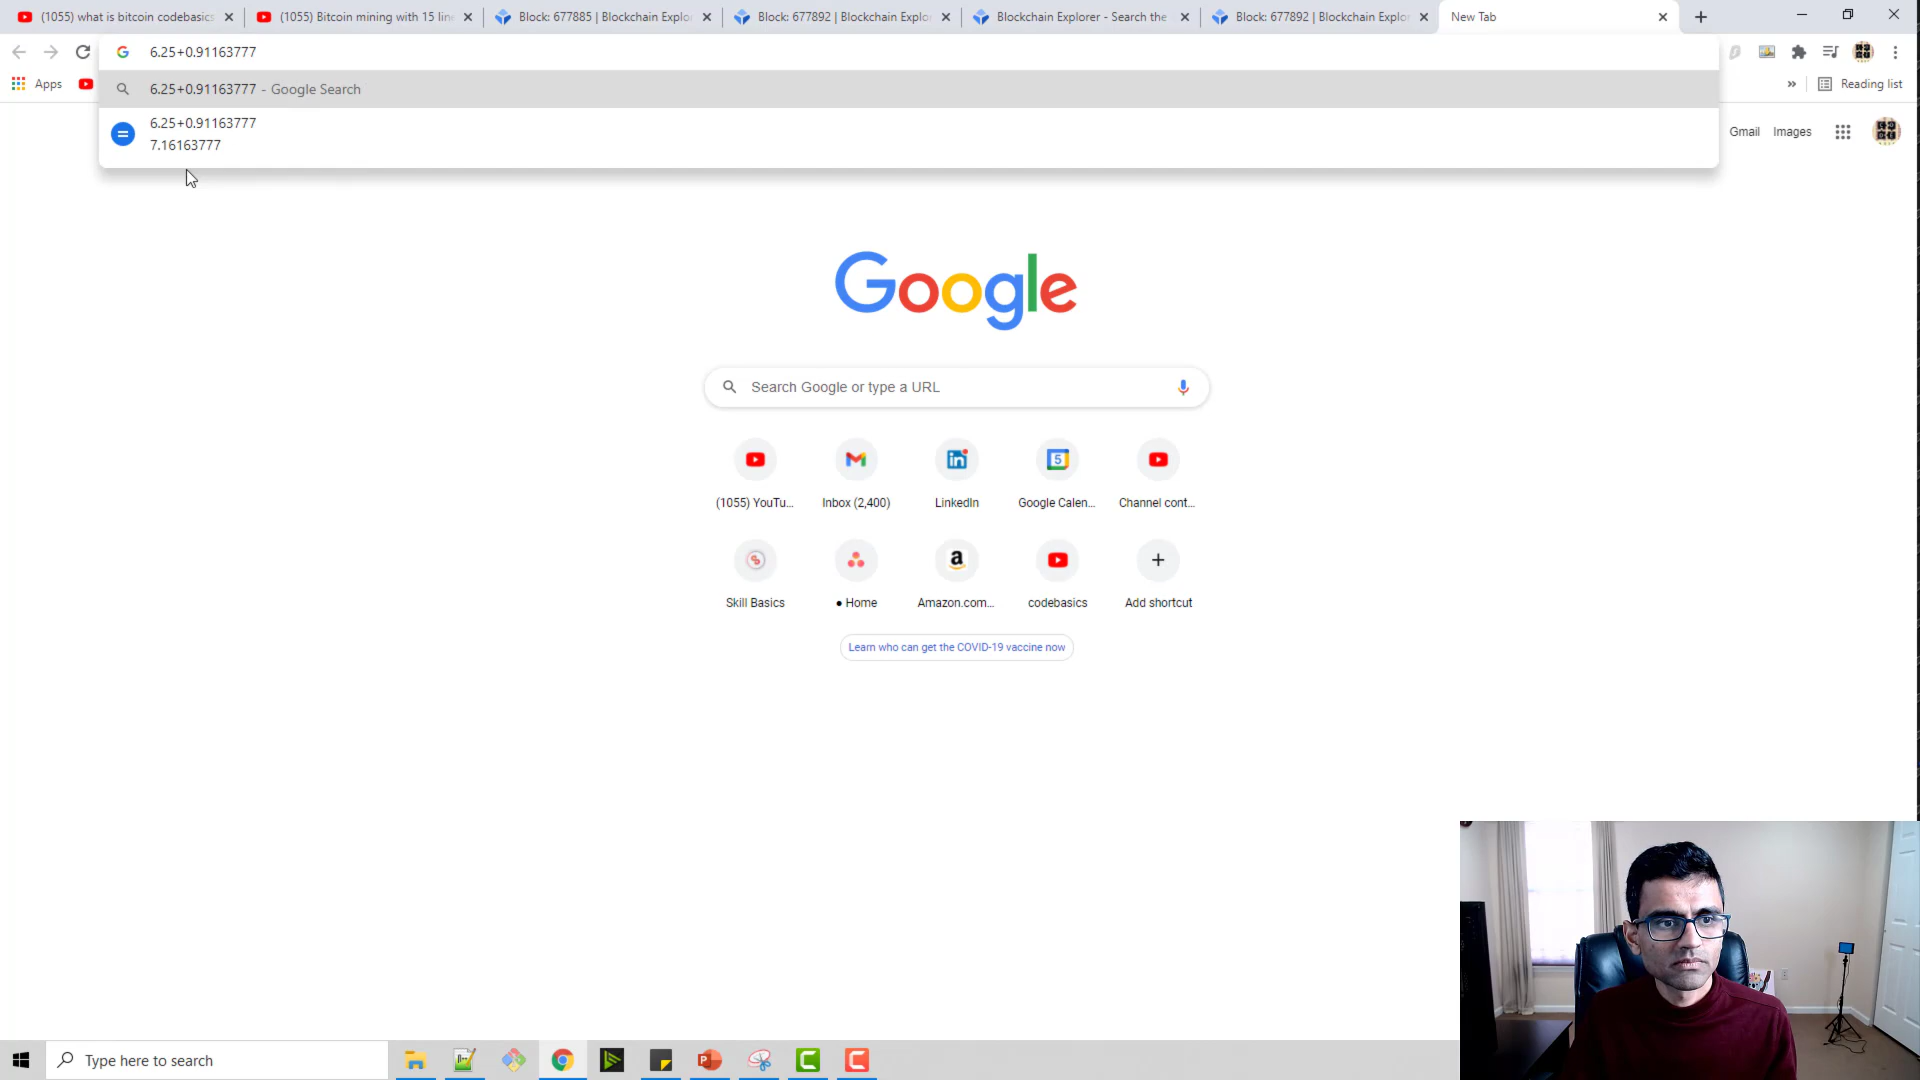 (1055) what is bitcoin codebasics
(1055) Bitcoin mining with 15 line
Block: 677885 | Blockchain Explo
Block: 677892 | Blockchain Explo
Blockchain Explorer - Search the
Block: 677892 | Blockchain Explo
New Tab
6.25+0.91163777
Apps
Reading list
6.25+0.91163777 - Google Search
6.25+0.91163777
7.16163777
Gmail Images
Google
Search Google or type a URL
5
(1055) YouTu...
Inbox (2,400)
LinkedIn
Google Calen...
Channel cont...
Skill Basics
● Home
Amazon.com...
codebasics
Add shortcut
Learn who can get the COVID-19 vaccine now
Type here to search